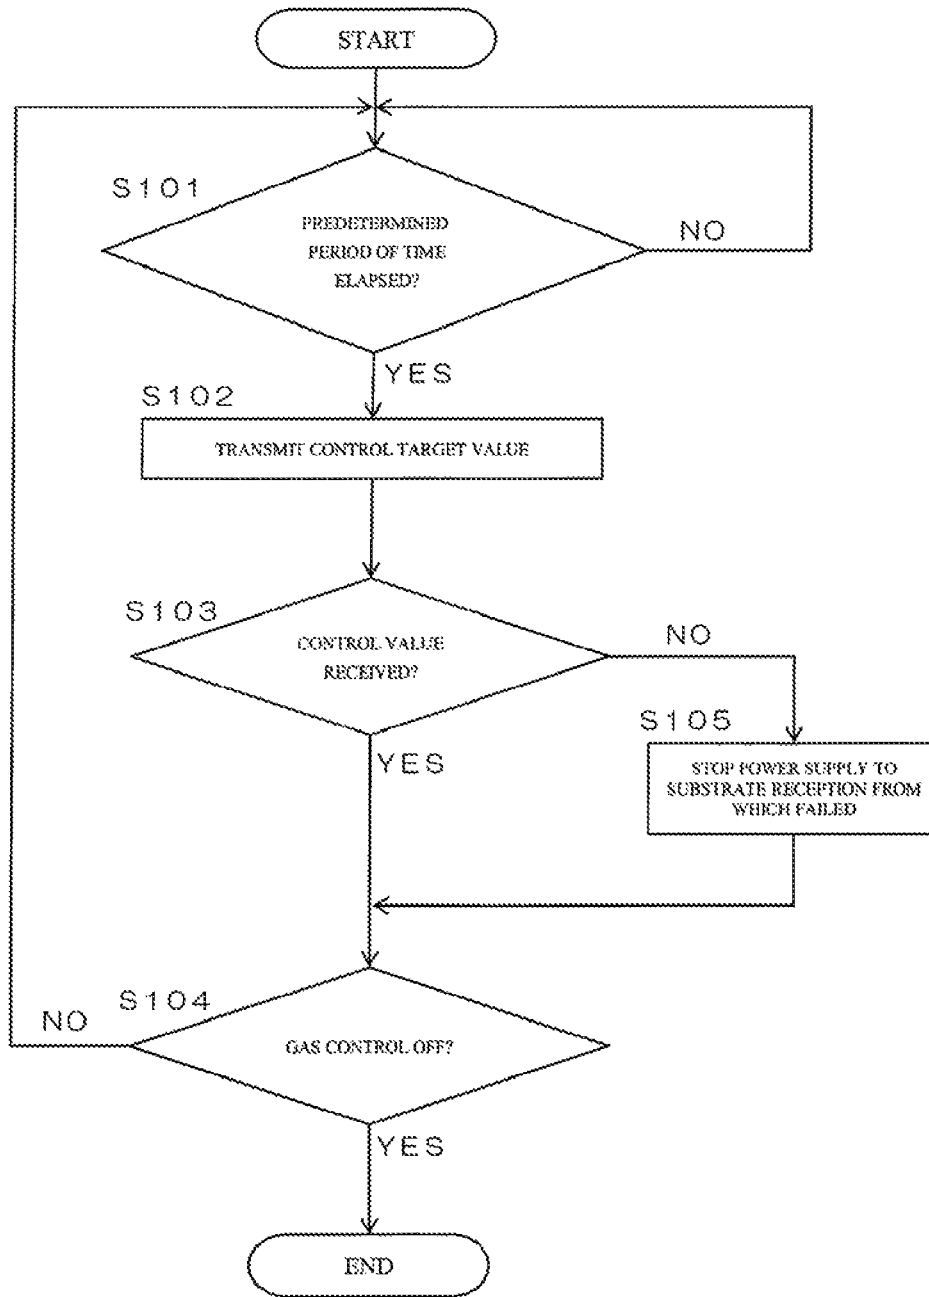 START
S101
PREDETERMINED
PERIOD OF TIME
ELAPSED?
NO
YES
S102
TRANSMIT CONTROL TARGET VALUE
S103
CONTROL VALUE
RECEIVED?
NO
YES
S105
STOP POWER SUPPLY TO
SUBSTRATE RECEPTION FROM
WHICH FAILED
S104
NO
GAS CONTROL OFF?
YES
END